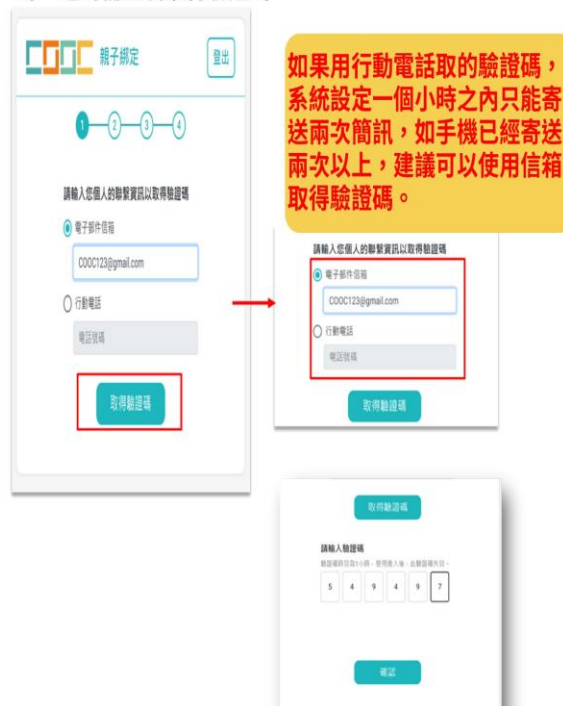 COOC 親子綁定
登出
1 2 3 4
請輸入您個人的聯繫資訊以取得驗證碼
電子郵件信箱
COOC123@gmail.com
行動電話
電話號碼
取得驗證碼
如果用行動電話取的驗證碼，
系統設定一個小時之內只能寄
送兩次簡訊，如手機已經寄送
兩次以上，建議可以使用信箱
取得驗證碼。
請輸入您個人的聯繫資訊以取得驗證碼
電子郵件信箱
COOC123@gmail.com
行動電話
電話號碼
取得驗證碼
取得驗證碼
請輸入驗證碼
5 4 9 4 9 7
確認